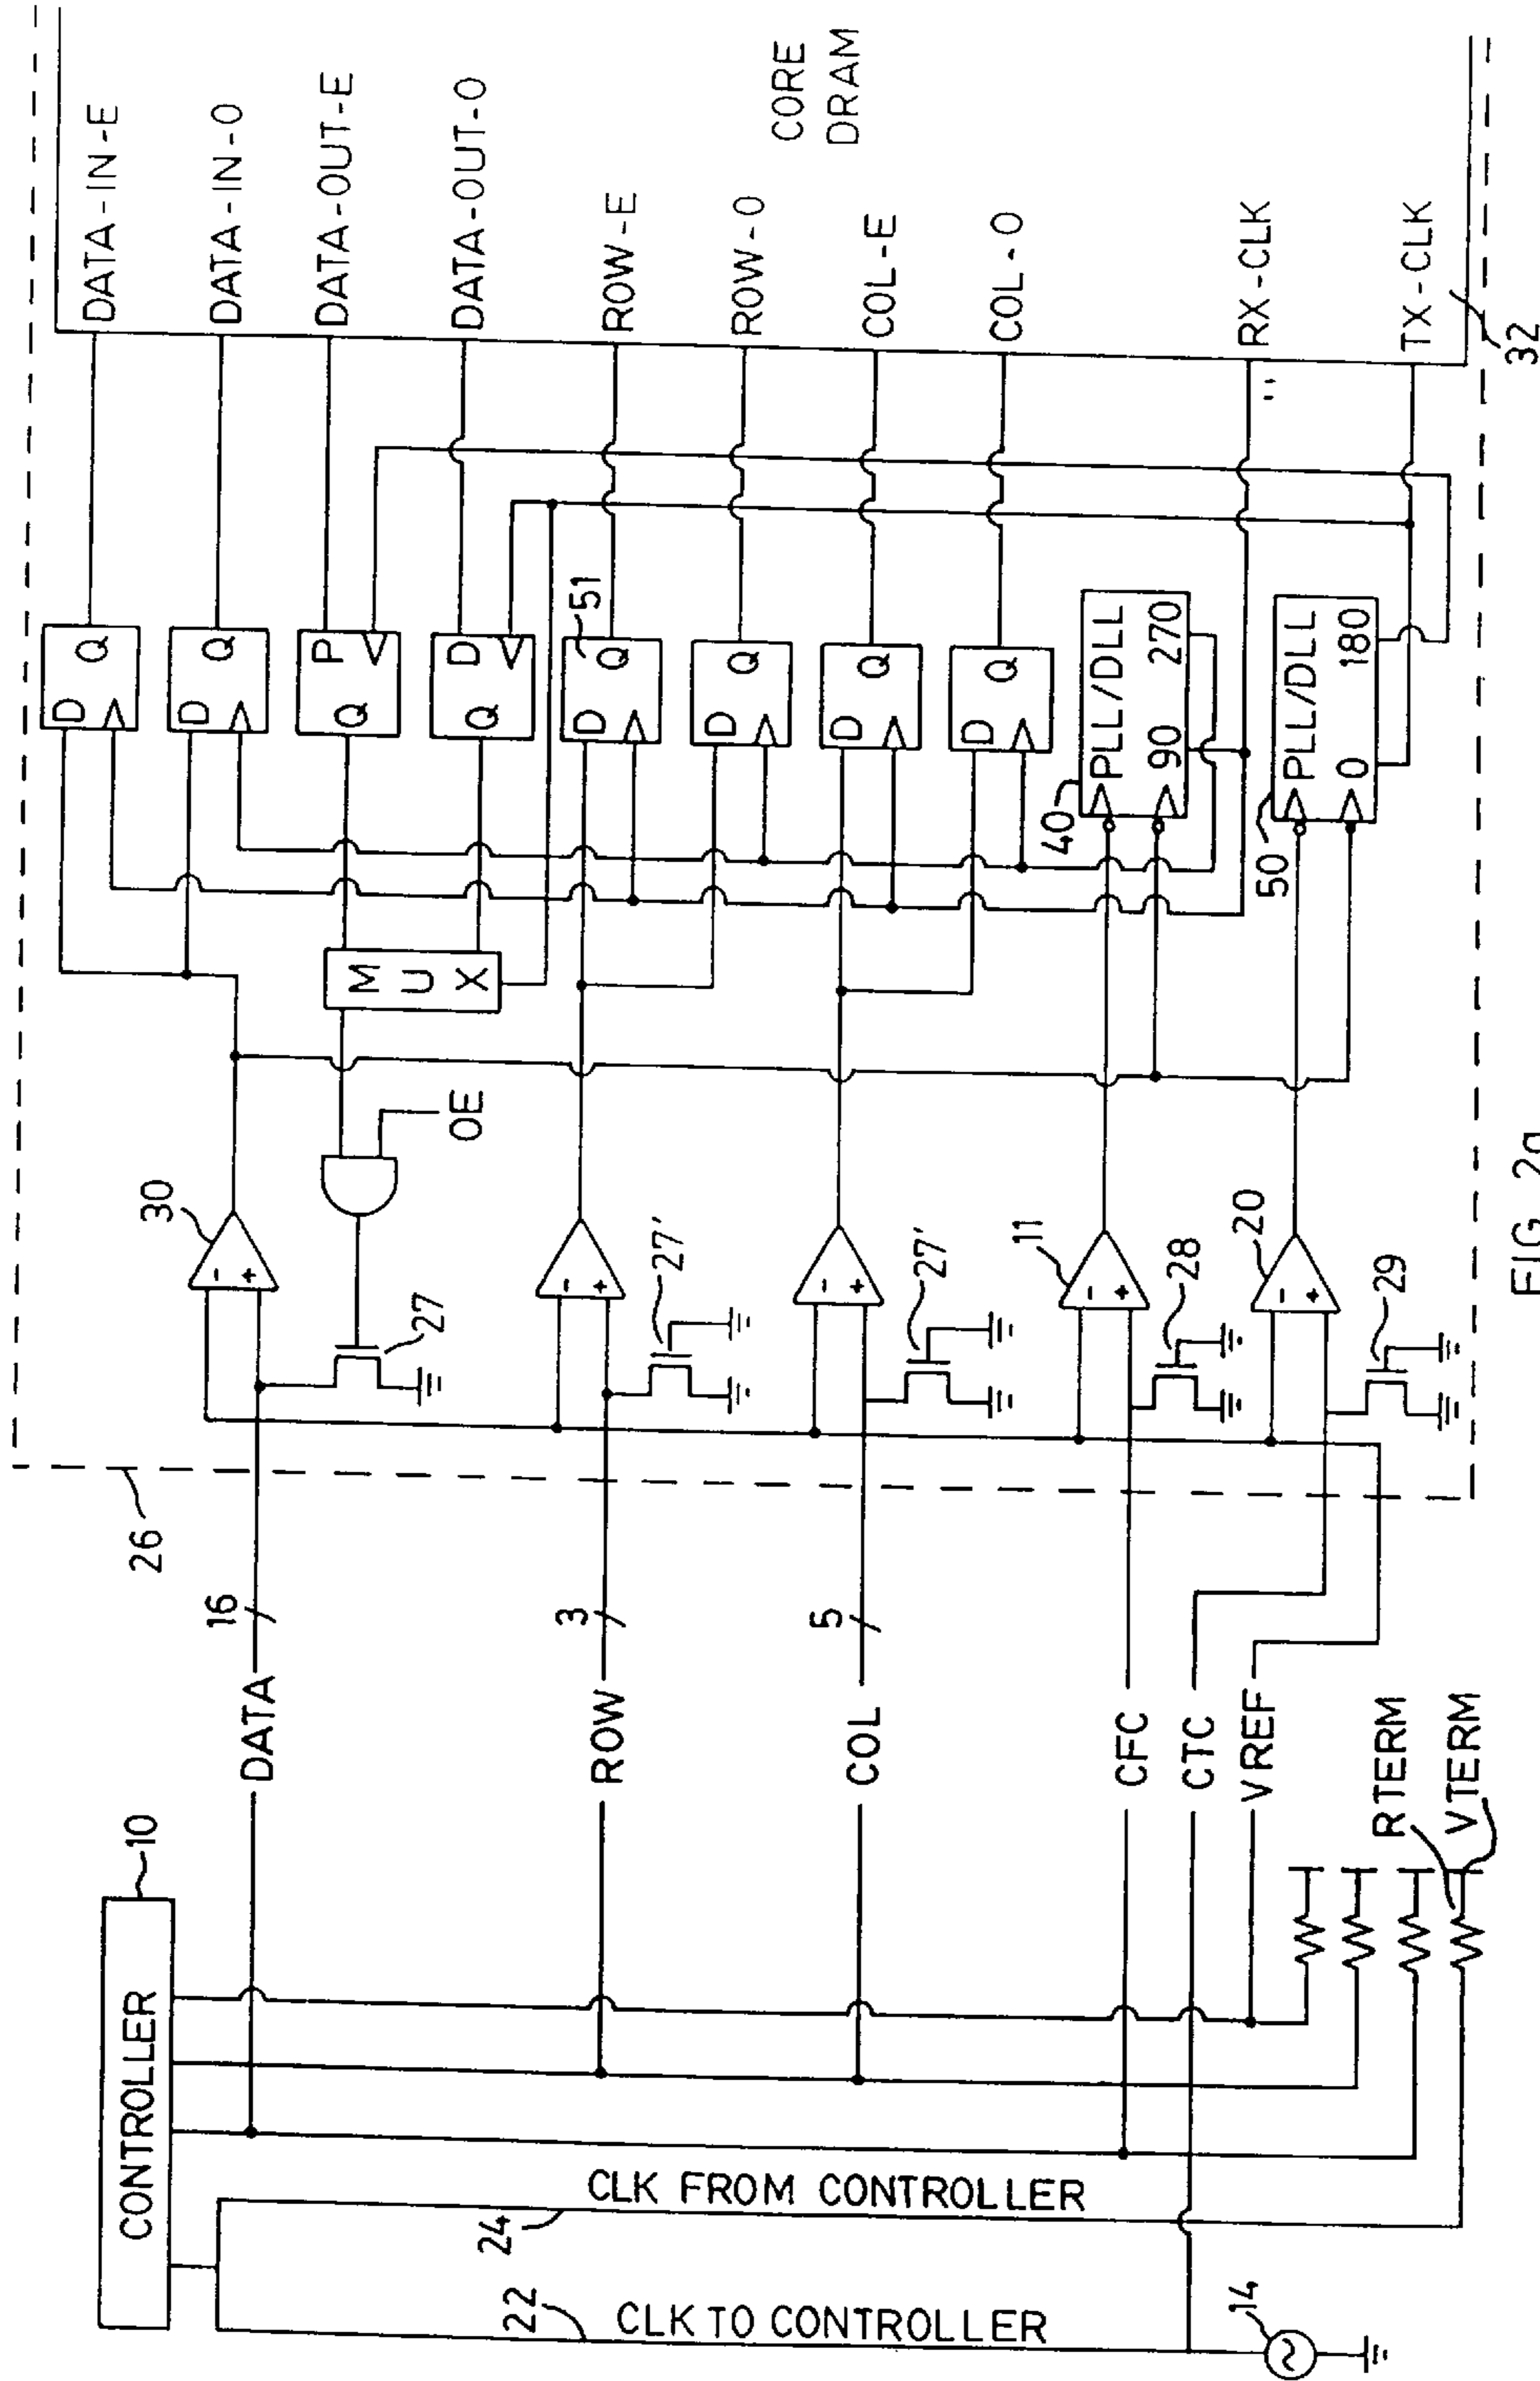 CONTROLLER
10
CLK TO CONTROLLER
22
CLK FROM CONTROLLER
24
14
DATA
ROW
COL
CFC
CTC
VREF
RTERM
VTERM
16
3
5
26
30
27
27'
27'
11
28
20
29
- +
- +
- +
- +
- +
OE
M U X
D Q
D Q
Q P
Q D
D Q
51
D Q
D Q
D Q
40
PLL/DLL
90 270
50
PLL/DLL
0 180
DATA-IN-E
DATA-IN-O
DATA-OUT-E
DATA-OUT-O
ROW-E
ROW-O
COL-E
COL-O
RX-CLK
"
TX-CLK
CORE
DRAM
32